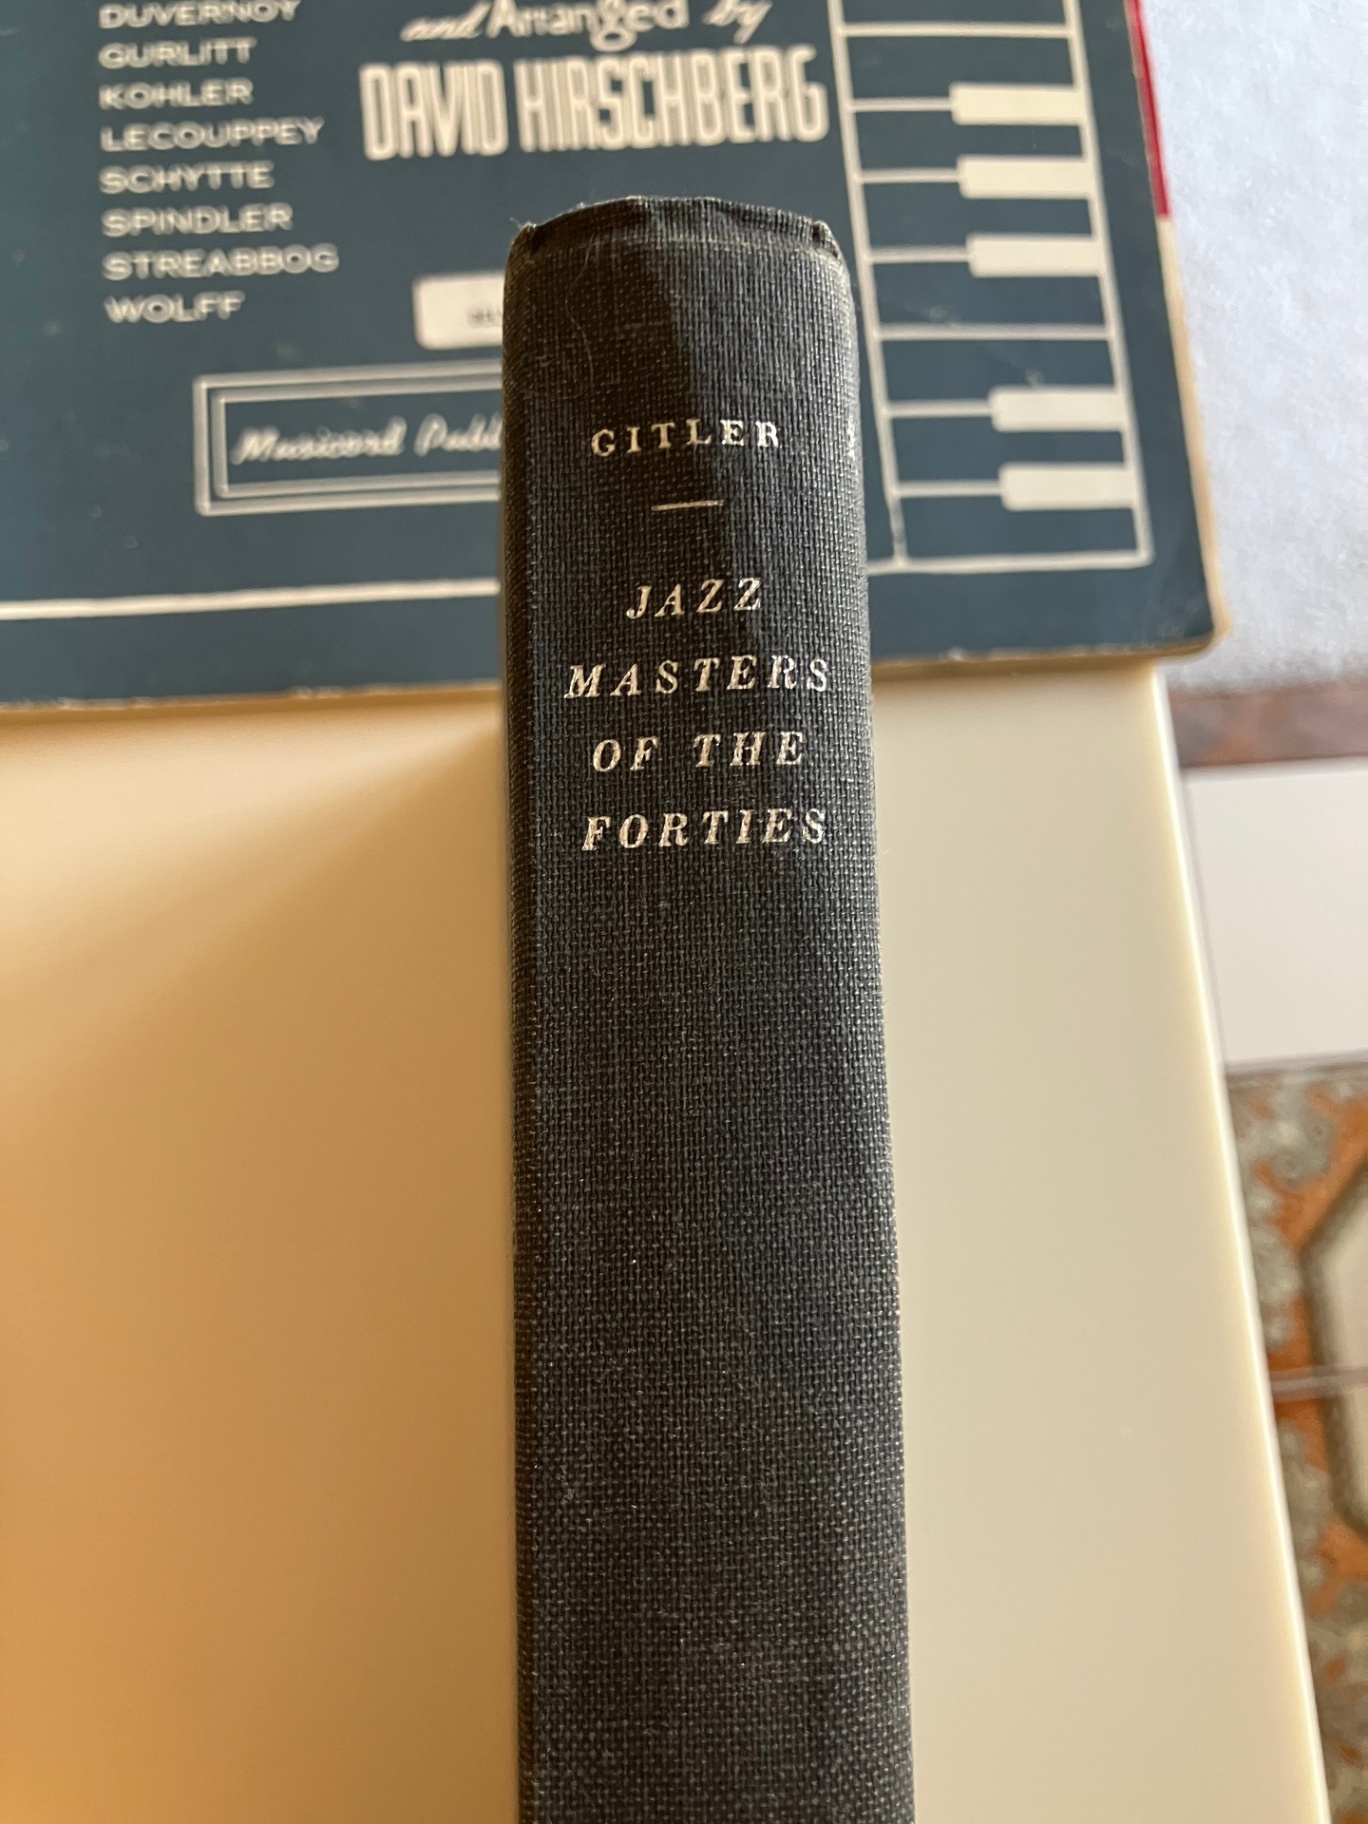 DUVERNOY
GURLITT
KOHLER
LECOUPPEY
SCHYTTE
SPINDLER
STREABBOG
WOLFF
and Arranged by
DAVID HIRSCHBERG
Musicord
GITLER
JAZZ
MASTERS
OF THE
FORTIES